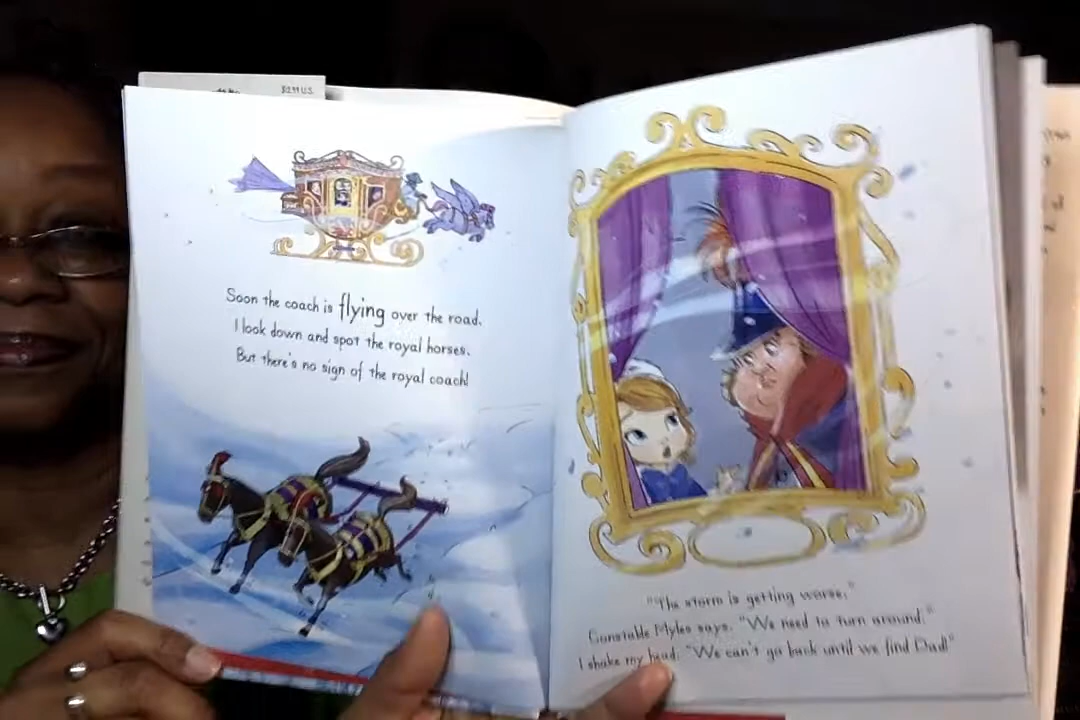 $12.99 U.S.
Soon the coach is flying over the road.
I look down and spot the royal horses.
But there's no sign of the royal coach!
"The storm is getting worse,"
Constable Myles says. "We need to turn around."
I shake my head. "We can't go back until we find Dad!"